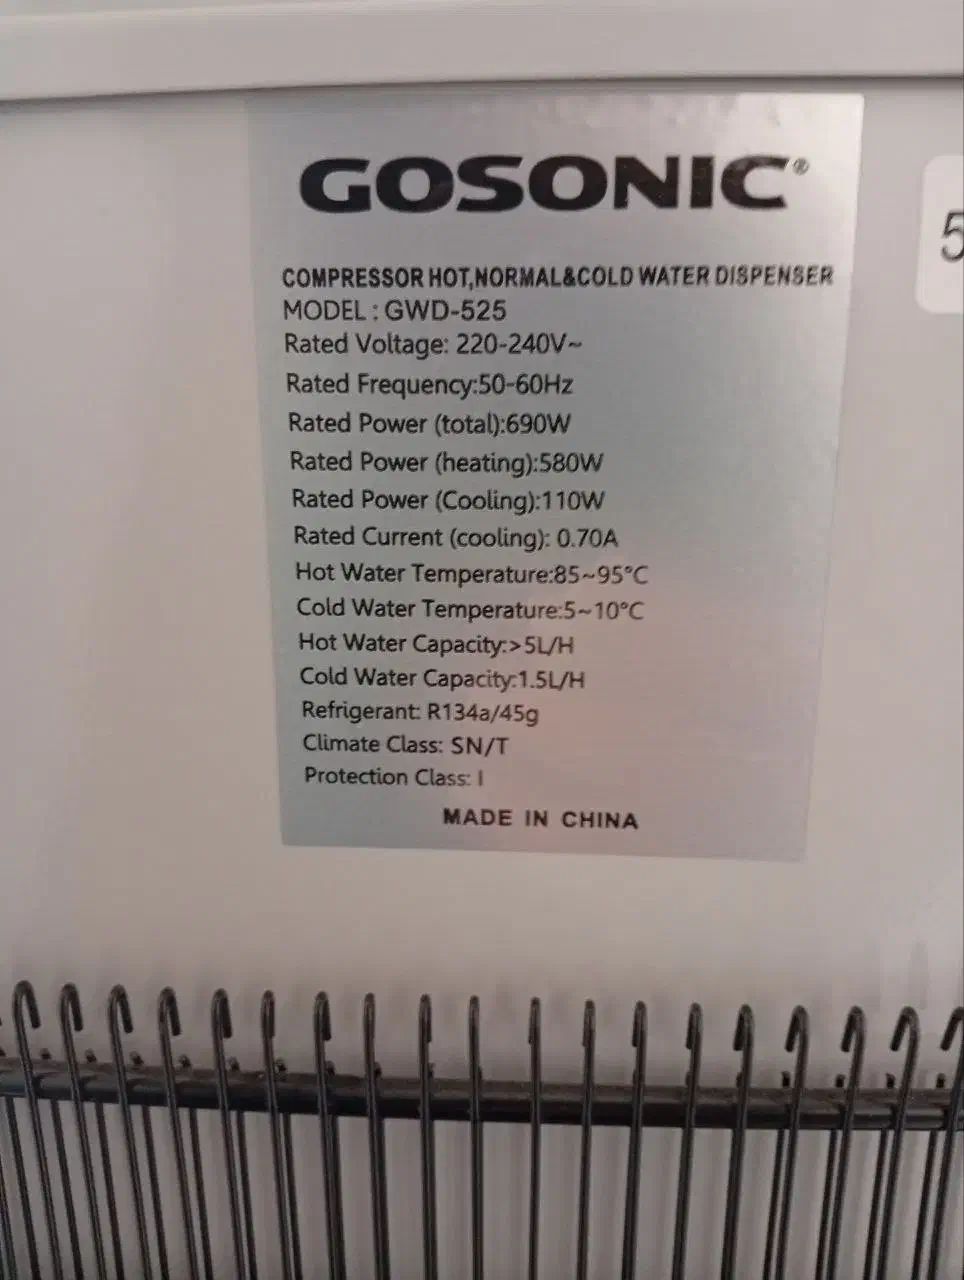 GOSONIC®
COMPRESSOR HOT,NORMAL&COLD WATER DISPENSER
MODEL : GWD-525
Rated Voltage: 220-240V~
Rated Frequency:50-60Hz
Rated Power (total):690W
Rated Power (heating):580W
Rated Power (Cooling):110W
Rated Current (cooling): 0.70A
Hot Water Temperature:85~95°C
Cold Water Temperature:5~10°C
Hot Water Capacity:>5L/H
Cold Water Capacity:1.5L/H
Refrigerant: R134a/45g
Climate Class: SN/T
Protection Class: I
MADE IN CHINA
5